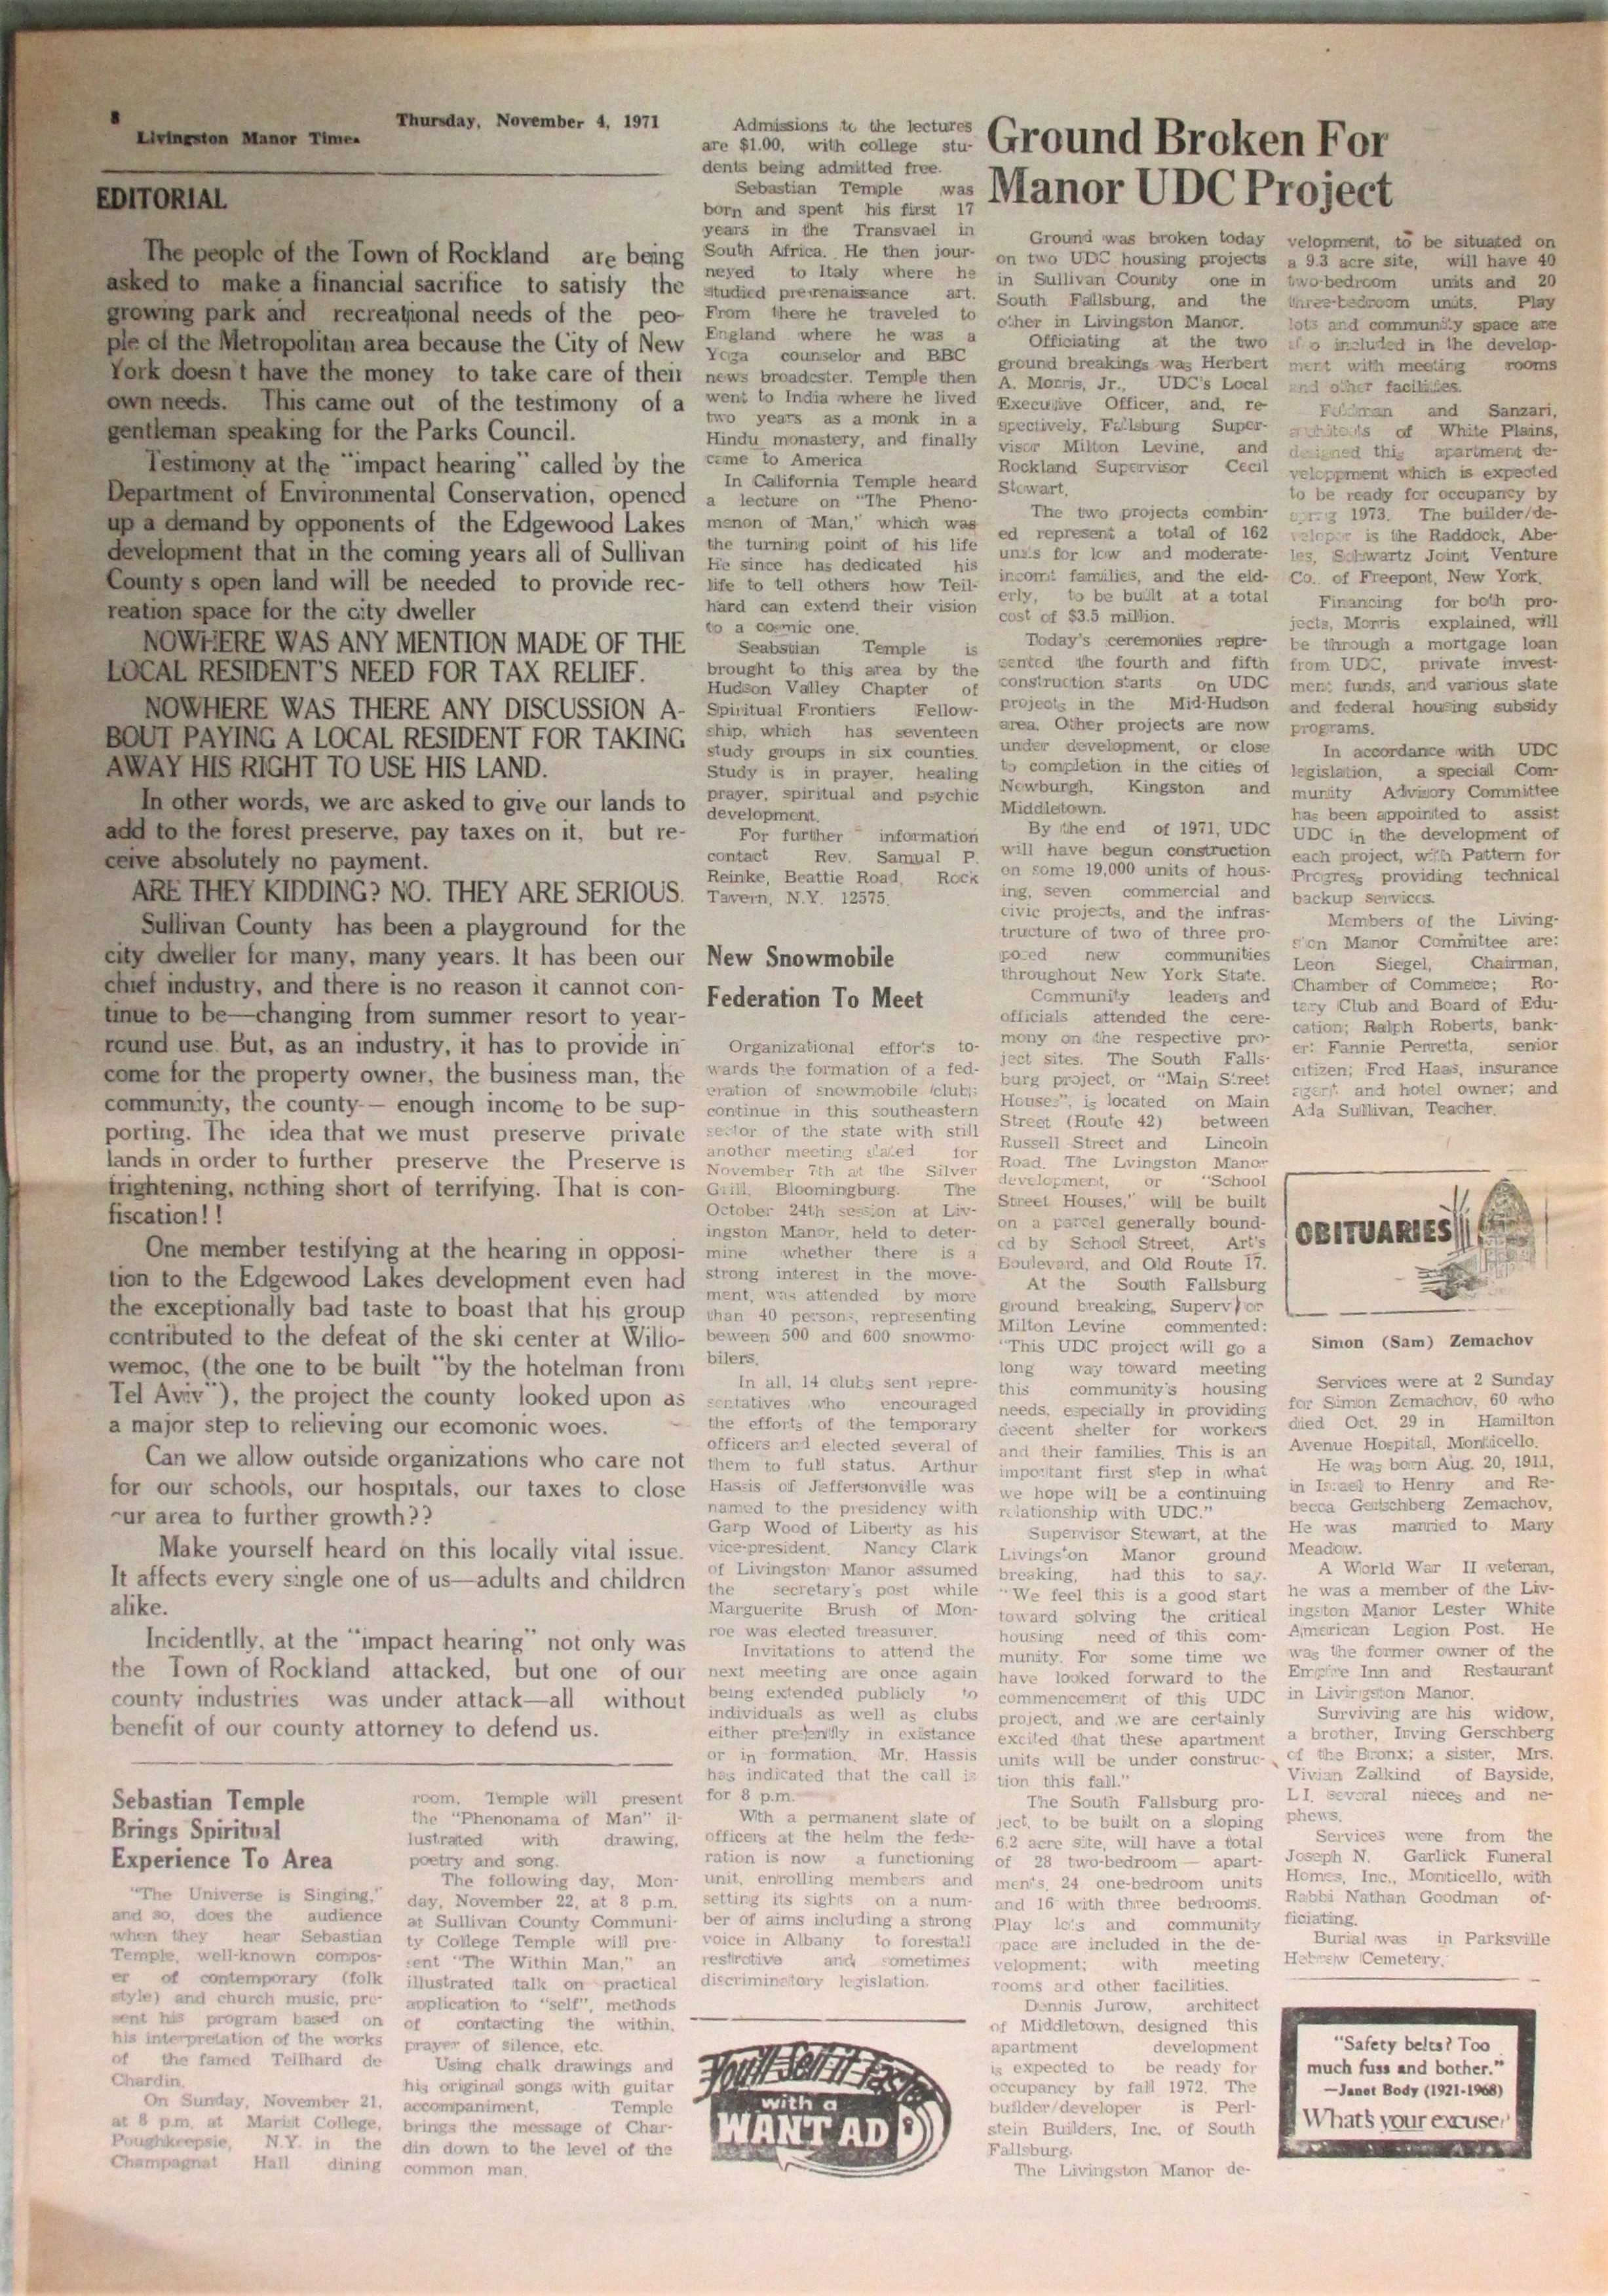 8
Livingston Manor Times
Thursday, November 4, 1971
EDITORIAL
The people of the Town of Rockland are being
asked to make a financial sacrifice to satisfy the
growing park and recreational needs of the peo-
ple of the Metropolitan area because the City of New
York doesn't have the money to take care of their
own needs. This came out of the testimony of a
gentleman speaking for the Parks Council.
Testimony at the "impact hearing" called by the
Department of Environmental Conservation, opened
up a demand by opponents of the Edgewood Lakes
development that in the coming years all of Sullivan
County s open land will be needed to provide rec-
reation space for the city dweller
NOWHERE WAS ANY MENTION MADE OF THE
LOCAL RESIDENT'S NEED FOR TAX RELIEF.
NOWHERE WAS THERE ANY DISCUSSION A-
BOUT PAYING A LOCAL RESIDENT FOR TAKING
AWAY HIS RIGHT TO USE HIS LAND.
In other words, we are asked to give our lands to
add to the forest preserve, pay taxes on it, but re-
ceive absolutely no payment.
ARE THEY KIDDING? NO. THEY ARE SERIOUS.
Sullivan County has been a playground for the
city dweller for many, many years. It has been our
chief industry, and there is no reason it cannot con-
tinue to be—changing from summer resort to year-
round use. But, as an industry, it has to provide in-
come for the property owner, the business man, the
community, the county-- enough income to be sup-
porting. The idea that we must preserve private
lands in order to further preserve the Preserve is
frightening, nothing short of terrifying. That is con-
fiscation!!
One member testifying at the hearing in opposi-
tion to the Edgewood Lakes development even had
the exceptionally bad taste to boast that his group
contributed to the defeat of the ski center at Willo-
wemoc, (the one to be built "by the hotelman from
Tel Aviv"), the project the county looked upon as
a major step to relieving our ecomonic woes.
Can we allow outside organizations who care not
for our schools, our hospitals, our taxes to close
our area to further growth??
Make yourself heard on this locally vital issue.
It affects every single one of us—adults and children
alike.
Incidentlly, at the "impact hearing" not only was
the Town of Rockland attacked, but one of our
county industries was under attack—all without
benefit of our county attorney to defend us.
Sebastian Temple
Brings Spiritual
Experience To Area
"The Universe is Singing,"
and so, does the audience
when they hear Sebastian
Temple, well-known compos-
er of contemporary (folk
style) and church music, pre-
sent his program based on
his interpretation of the works
of the famed Teilhard de
Chardin.
On Sunday, November 21,
at 8 p.m. at Marist College,
Poughkeepsie, N.Y. in the
Champagnat Hall dining
room, Temple will present
the "Phenonama of Man" il-
lustrated with drawing,
poetry and song.
The following day, Mon-
day, November 22, at 8 p.m.
at Sullivan County Communi-
ty College Temple will pre-
sent "The Within Man," an
illustrated talk on practical
application to "self", methods
of contacting the within,
prayer of silence, etc.
Using chalk drawings and
his original songs with guitar
accompaniment, Temple
brings the message of Char-
din down to the level of the
common man.
Admissions to the lectures
are $1.00, with college stu-
dents being admitted free.
Sebastian Temple was
born and spent his first 17
years in the Transvael in
South Africa. He then jour-
neyed to Italy where he
studied pre-renaissance art.
From there he traveled to
England where he was a
Yoga counselor and BBC
news broadcster. Temple then
went to India where he lived
two years as a monk in a
Hindu monastery, and finally
came to America
In California Temple heard
a lecture on "The Pheno-
menon of Man," which was
the turning point of his life
He since has dedicated his
life to tell others how Teil-
hard can extend their vision
to a cosmic one.
Seabstian Temple is
brought to this area by the
Hudson Valley Chapter of
Spiritual Frontiers Fellow-
ship, which has seventeen
study groups in six counties.
Study is in prayer, healing
prayer, spiritual and psychic
development.
For further information
contact Rev. Samual P.
Reinke, Beattie Road, Rock
Tavern, N.Y. 12575.
New Snowmobile
Federation To Meet
Organizational efforts to-
wards the formation of a fed-
eration of snowmobile clubs
continue in this southeastern
sector of the state with still
another meeting slated for
November 7th at the Silver
Grill, Bloomingburg. The
October 24th session at Liv-
ingston Manor, held to deter-
mine whether there is a
strong interest in the move-
ment, was attended by more
than 40 persons, representing
beween 500 and 600 snowmo-
bilers.
In all, 14 clubs sent repre-
sentatives who encouraged
the efforts of the temporary
officers and elected several of
them to full status. Arthur
Hassis of Jeffersonville was
named to the presidency with
Garp Wood of Liberty as his
vice-president. Nancy Clark
of Livingston Manor assumed
the secretary's post while
Marguerite Brush of Mon-
roe was elected treasurer.
Invitations to attend the
next meeting are once again
being extended publicly to
individuals as well as clubs
either presently in existance
or in formation. Mr. Hassis
has indicated that the call is
for 8 p.m.
With a permanent slate of
officers at the helm the fede-
ration is now a functioning
unit, enrolling members and
setting its sights on a num-
ber of aims including a strong
voice in Albany to forestall
restirctive and sometimes
discriminatory legislation.
You'll Sell it Faster
with a
WANT AD
Ground Broken For
Manor UDC Project
Ground was broken today
on two UDC housing projects
in Sullivan County one in
South Fallsburg, and the
other in Livingston Manor.
Officiating at the two
ground breakings was Herbert
A. Morris, Jr., UDC's Local
Executive Officer, and, re-
spectively, Fallsburg Super-
visor Milton Levine, and
Rockland Supervisor Cecil
Stewart.
The two projects combin-
ed represent a total of 162
units for low and moderate-
income families, and the eld-
erly, to be built at a total
cost of $3.5 million.
Today's ceremonies repre-
sented the fourth and fifth
construction starts on UDC
projects in the Mid-Hudson
area. Other projects are now
under development, or close
to completion in the cities of
Newburgh, Kingston and
Middletown.
By the end of 1971, UDC
will have begun construction
on some 19,000 units of hous-
ing, seven commercial and
civic projects, and the infras-
tructure of two of three pro-
posed new communities
throughout New York State.
Community leaders and
officials attended the cere-
mony on the respective pro-
ject sites. The South Falls-
burg project, or "Main Street
Houses", is located on Main
Street (Route 42) between
Russell Street and Lincoln
Road. The Lvingston Manor
development, or "School
Street Houses," will be built
on a parcel generally bound-
ed by School Street, Art's
Boulevard, and Old Route 17.
At the South Fallsburg
ground breaking, Supervisor
Milton Levine commented:
"This UDC project will go a
long way toward meeting
this community's housing
needs, especially in providing
decent shelter for workers
and their families. This is an
important first step in what
we hope will be a continuing
relationship with UDC."
Supervisor Stewart, at the
Livingston Manor ground
breaking, had this to say.
"We feel this is a good start
toward solving the critical
housing need of this com-
munity. For some time we
have looked forward to the
commencement of this UDC
project, and we are certainly
excited that these apartment
units will be under construc-
tion this fall."
The South Fallsburg pro-
ject, to be built on a sloping
6.2 acre site, will have a total
of 28 two-bedroom — apart-
ments, 24 one-bedroom units
and 16 with three bedrooms.
Play lots and community
space are included in the de-
velopment; with meeting
rooms and other facilities.
Dennis Jurow, architect
of Middletown, designed this
apartment development
is expected to be ready for
occupancy by fall 1972. The
builder/developer is Perl-
stein Builders, Inc. of South
Fallsburg.
The Livingston Manor de-
velopment, to be situated on
a 9.3 acre site, will have 40
two-bedroom units and 20
three-bedroom units. Play
lots and community space are
also included in the develop-
ment with meeting rooms
and other facilities.
Feldman and Sanzari,
architects of White Plains,
designed this apartment de-
veloppment which is expected
to be ready for occupancy by
spring 1973. The builder/de-
veloper is the Raddock, Abe-
les, Schwartz Joint Venture
Co. of Freeport, New York.
Financing for both pro-
jects, Morris explained, will
be through a mortgage loan
from UDC, private invest-
ment funds, and various state
and federal housing subsidy
programs.
In accordance with UDC
legislation, a special Com-
munity Advisory Committee
has been appointed to assist
UDC in the development of
each project, with Pattern for
Progress providing technical
backup services.
Members of the Living-
ston Manor Committee are:
Leon Siegel, Chairman,
Chamber of Commece; Ro-
tary Club and Board of Edu-
cation; Ralph Roberts, bank-
er: Fannie Penretta, senior
citizen; Fred Haas, insurance
agent and hotel owner; and
Ada Sullivan, Teacher.
OBITUARIES
Simon (Sam) Zemachov
Services were at 2 Sunday
for Simon Zemachov, 60 who
died Oct. 29 in Hamilton
Avenue Hospital, Monticello.
He was born Aug. 20, 1911,
in Israel to Henry and Re-
becca Gertschberg Zemachov,
He was married to Mary
Meadow.
A World War II veteran,
he was a member of the Liv-
ingston Manor Lester White
American Legion Post. He
was the former owner of the
Empire Inn and Restaurant
in Livingston Manor.
Surviving are his widow,
a brother, Irving Gerschberg
of the Bronx; a sister, Mrs.
Vivian Zalkind of Bayside,
L.I. several nieces and ne-
phews.
Services were from the
Joseph N. Garlick Funeral
Homes, Inc., Monticello, with
Rabbi Nathan Goodman of-
ficiating.
Burial was in Parksville
Hebrew Cemetery.
"Safety belts? Too
much fuss and bother."
—Janet Body (1921-1968)
What's your excuse?